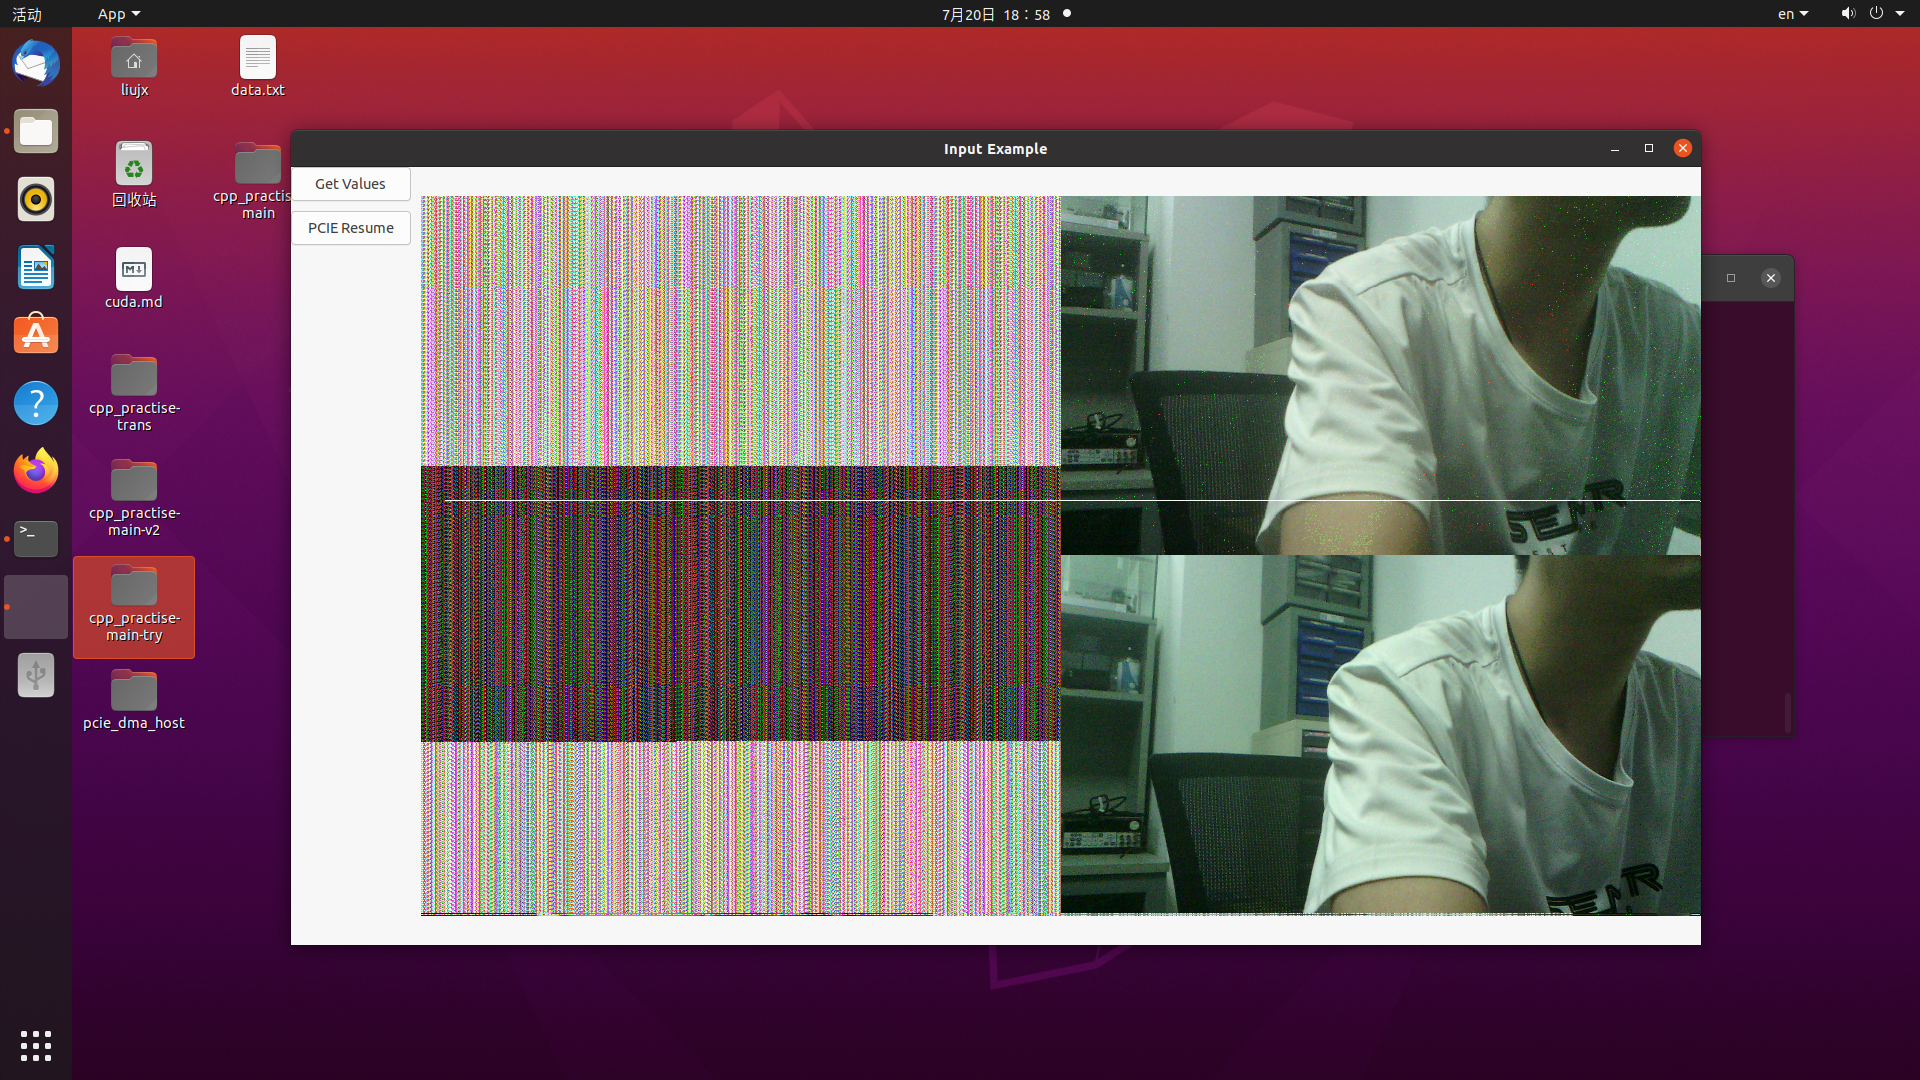 活动
App
7月20日 18：58
en
liujx
data.txt
回收站
cpp_practis
main
cuda.md
cpp_practise-
trans
cpp_practise-
main-v2
cpp_practise-
main-try
pcie_dma_host
Input Example
Get Values
PCIE Resume